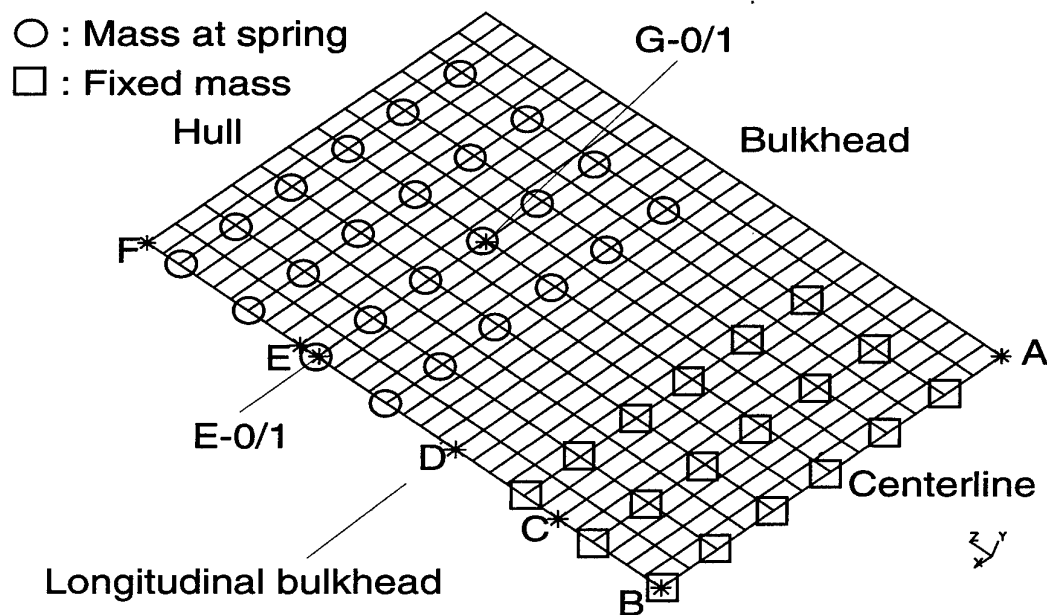 ○ : Mass at spring
□ : Fixed mass
G-0/1
Hull
Bulkhead
F
E
A
E-0/1
D
Centerline
C
Longitudinal bulkhead
B
Z Y
X